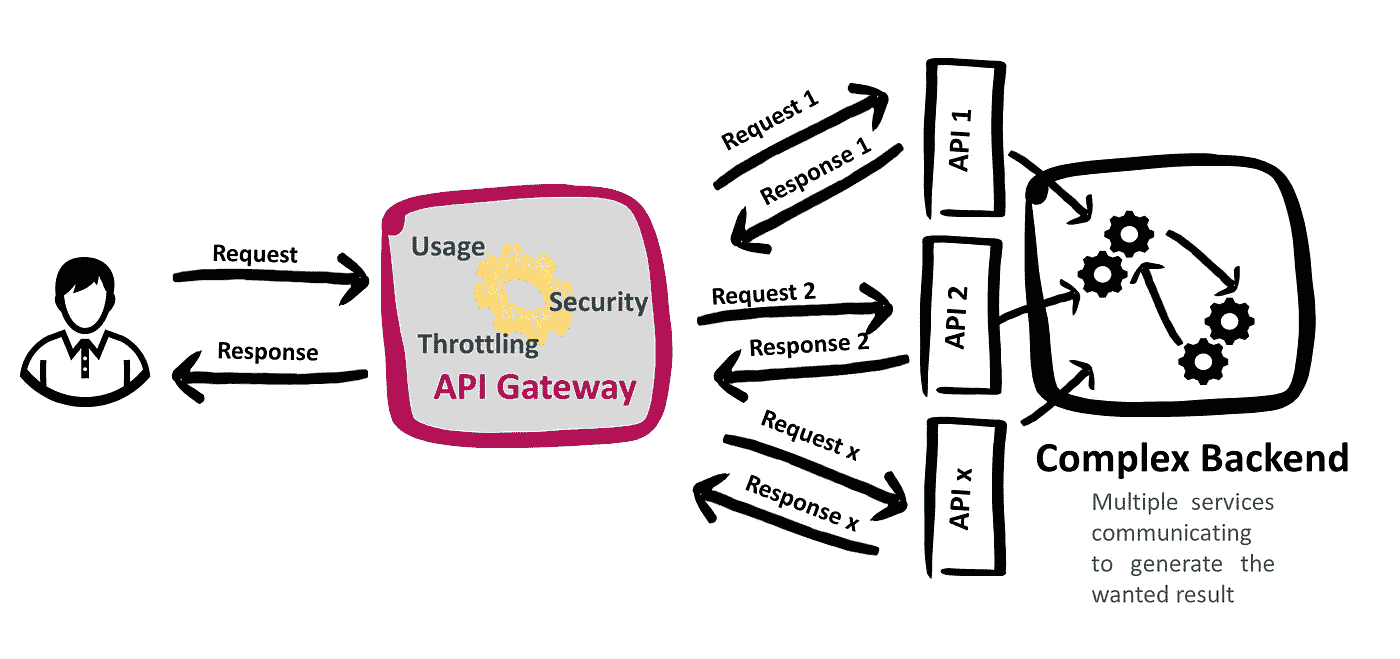 Request
Response
Usage
Security
Throttling
API Gateway
Request 1
Response 1
Request 2
Response 2
Request x
Response x
API 1
API 2
API x
Complex Backend
Multiple services
communicating
to generate the
wanted result